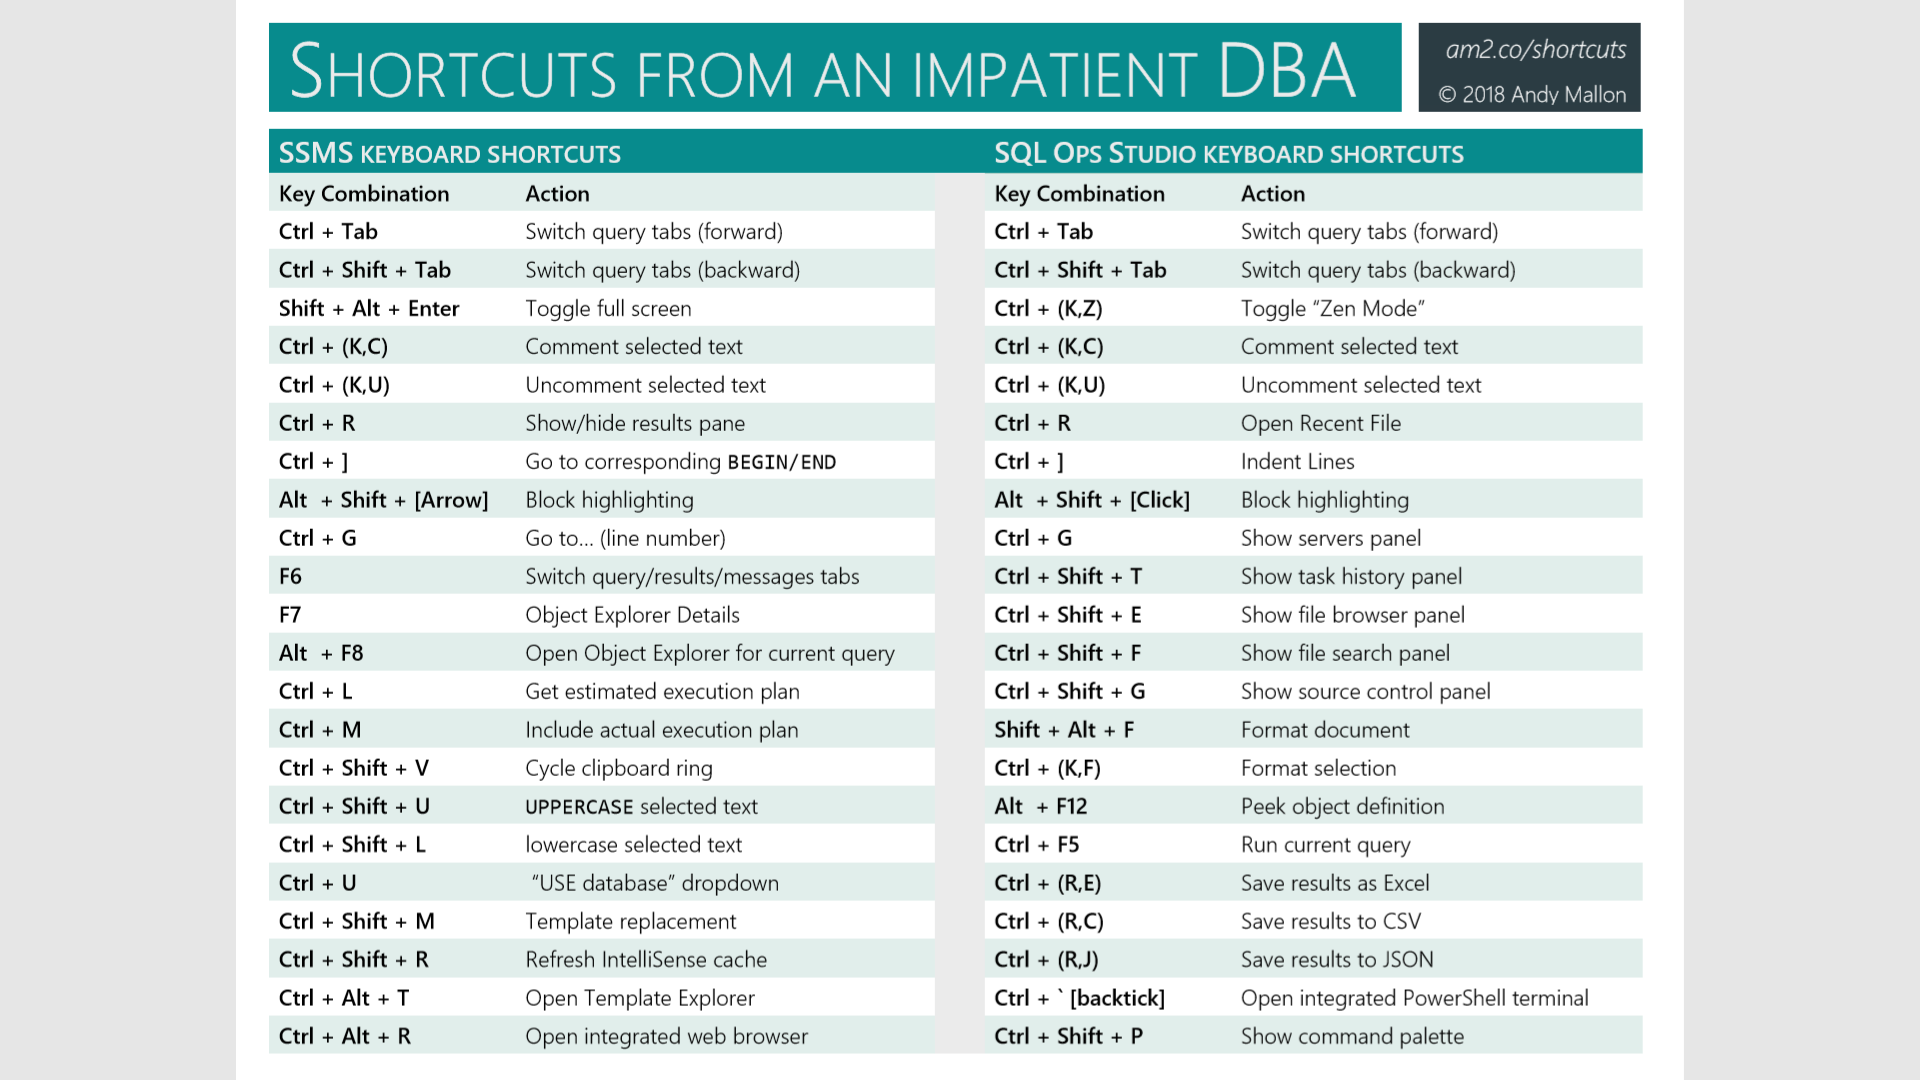 SHORTCUTS FROM AN IMPATIENT DBA
am2.co/shortcuts
© 2018 Andy Mallon
SSMS KEYBOARD SHORTCUTS
Key Combination Action
Ctrl + Tab Switch query tabs (forward)
Ctrl + Shift + Tab Switch query tabs (backward)
Shift + Alt + Enter Toggle full screen
Ctrl + (K,C) Comment selected text
Ctrl + (K,U) Uncomment selected text
Ctrl + R Show/hide results pane
Ctrl + ] Go to corresponding BEGIN/END
Alt + Shift + [Arrow] Block highlighting
Ctrl + G Go to... (line number)
F6 Switch query/results/messages tabs
F7 Object Explorer Details
Alt + F8 Open Object Explorer for current query
Ctrl + L Get estimated execution plan
Ctrl + M Include actual execution plan
Ctrl + Shift + V Cycle clipboard ring
Ctrl + Shift + U UPPERCASE selected text
Ctrl + Shift + L lowercase selected text
Ctrl + U “USE database” dropdown
Ctrl + Shift + M Template replacement
Ctrl + Shift + R Refresh IntelliSense cache
Ctrl + Alt + T Open Template Explorer
Ctrl + Alt + R Open integrated web browser
SQL OPS STUDIO KEYBOARD SHORTCUTS
Key Combination Action
Ctrl + Tab Switch query tabs (forward)
Ctrl + Shift + Tab Switch query tabs (backward)
Ctrl + (K,Z) Toggle “Zen Mode”
Ctrl + (K,C) Comment selected text
Ctrl + (K,U) Uncomment selected text
Ctrl + R Open Recent File
Ctrl + ] Indent Lines
Alt + Shift + [Click] Block highlighting
Ctrl + G Show servers panel
Ctrl + Shift + T Show task history panel
Ctrl + Shift + E Show file browser panel
Ctrl + Shift + F Show file search panel
Ctrl + Shift + G Show source control panel
Shift + Alt + F Format document
Ctrl + (K,F) Format selection
Alt + F12 Peek object definition
Ctrl + F5 Run current query
Ctrl + (R,E) Save results as Excel
Ctrl + (R,C) Save results to CSV
Ctrl + (R,J) Save results to JSON
Ctrl + ` [backtick] Open integrated PowerShell terminal
Ctrl + Shift + P Show command palette